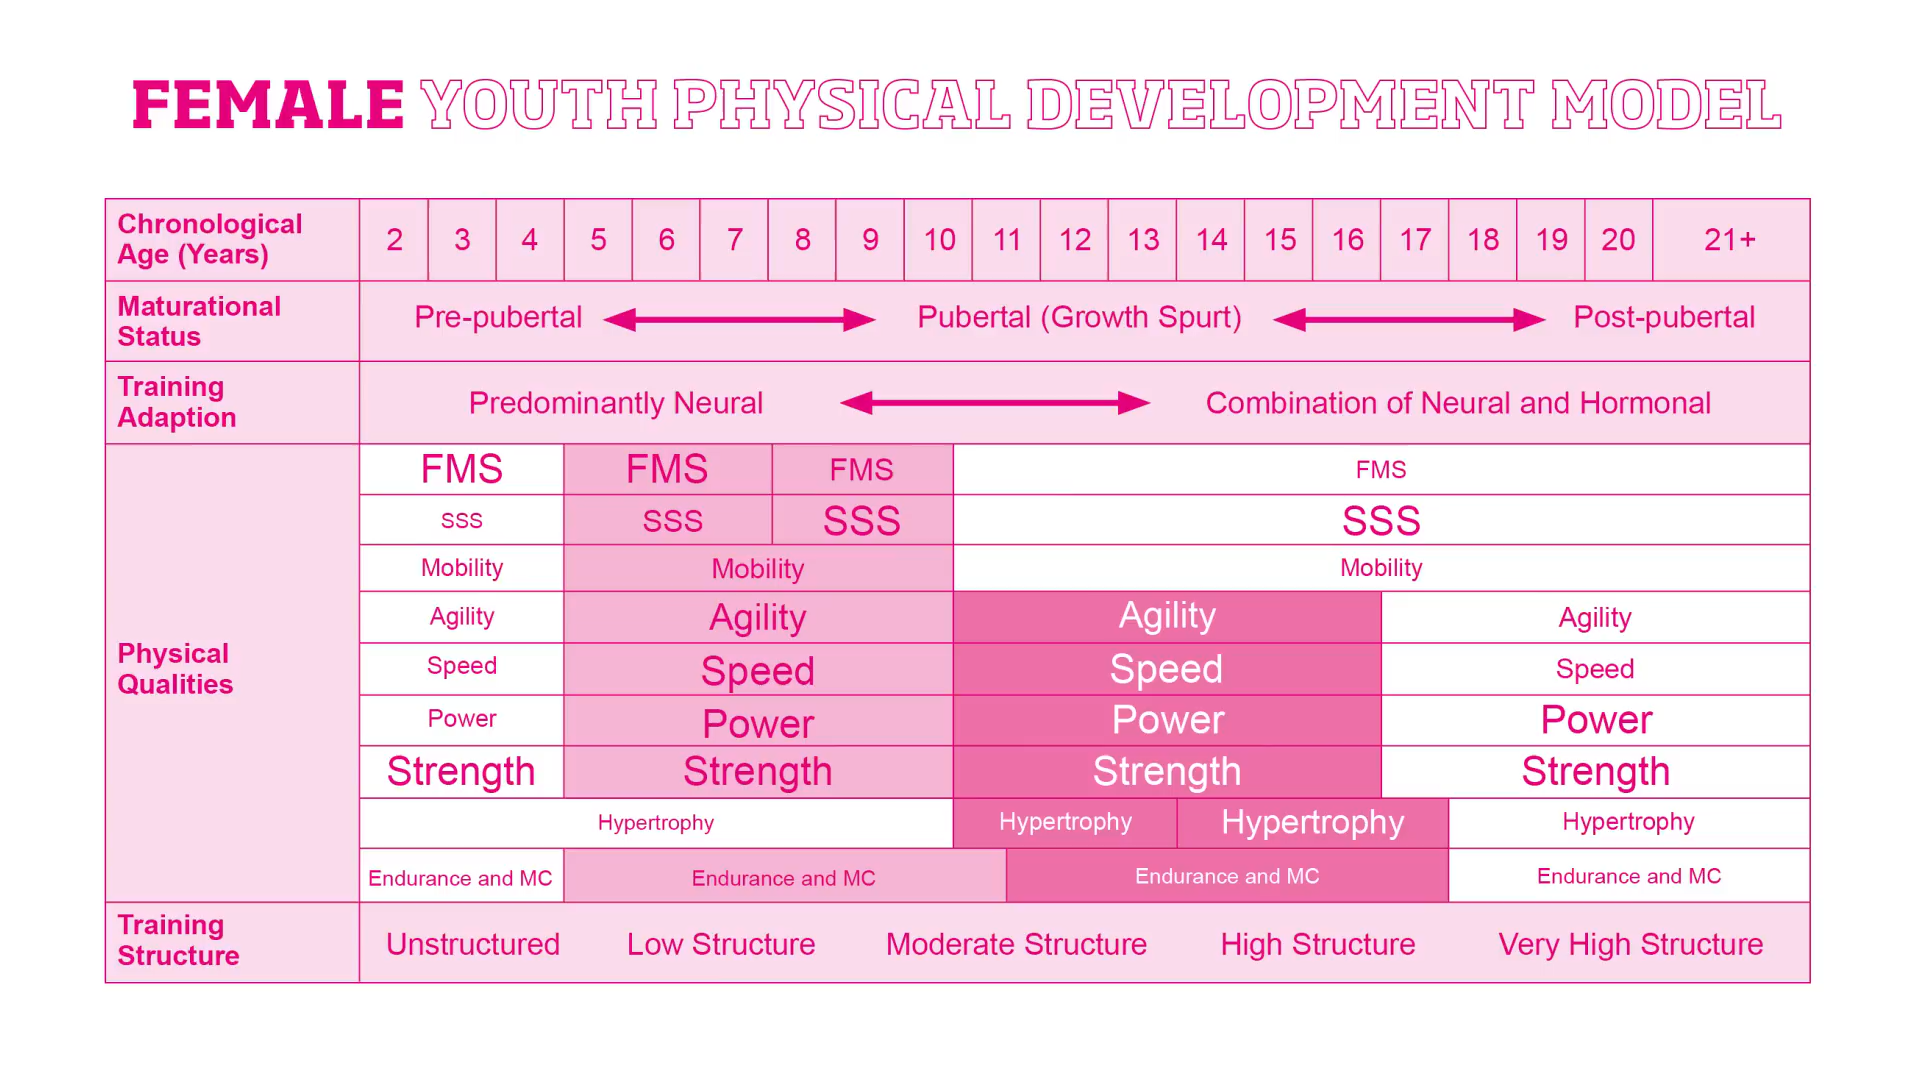 FEMALE YOUTH PHYSICAL DEVELOPMENT MODEL
Chronological
Age (Years)
2 3 4 5 6 7 8 9 10 11 12 13 14 15 16 17 18 19 20 21+
Maturational
Status
Pre-pubertal Pubertal (Growth Spurt) Post-pubertal
Training
Adaption
Predominantly Neural Combination of Neural and Hormonal
Physical
Qualities
FMS FMS FMS FMS
SSS SSS SSS SSS
Mobility Mobility Mobility
Agility Agility Agility Agility
Speed Speed Speed Speed
Power Power Power Power
Strength Strength Strength Strength
Hypertrophy Hypertrophy Hypertrophy Hypertrophy
Endurance and MC Endurance and MC Endurance and MC Endurance and MC
Training
Structure
Unstructured Low Structure Moderate Structure High Structure Very High Structure